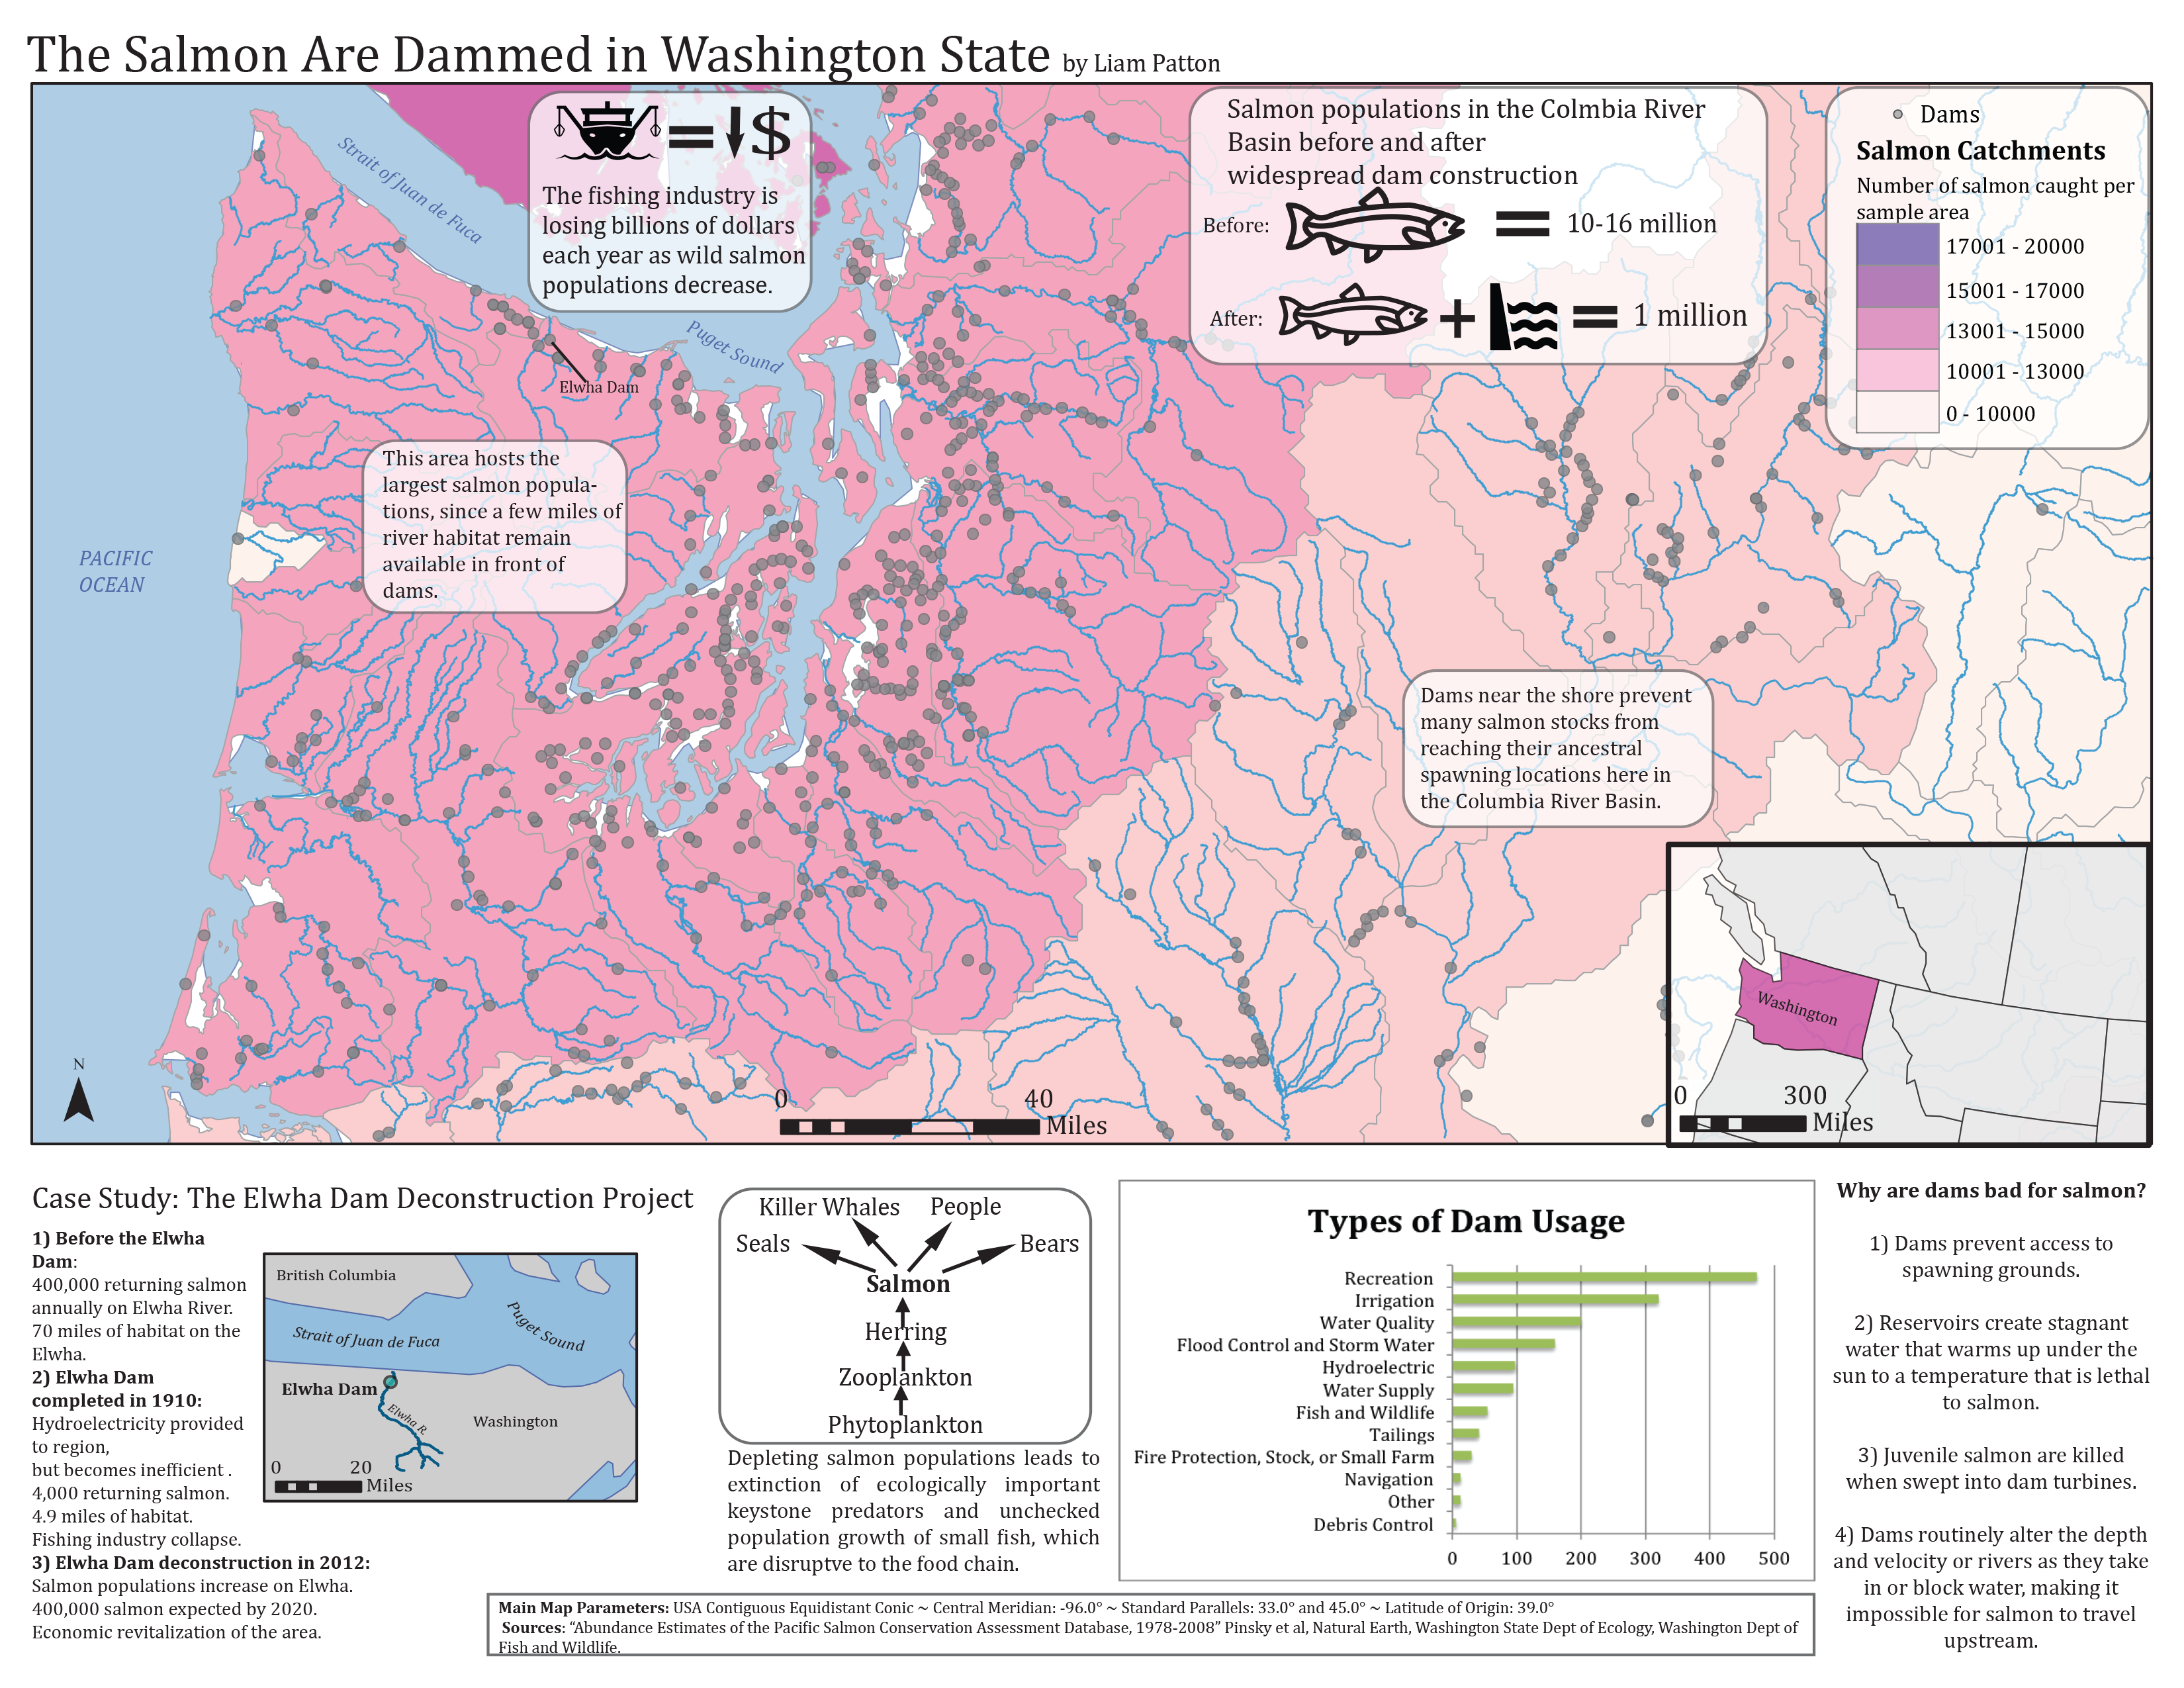 The Salmon Are Dammed in Washington State by Liam Patton
Strait of Juan de Fuca
The fishing industry is
losing billions of dollars
each year as wild salmon
populations decrease.
Salmon populations in the Colmbia River
Basin before and after
widespread dam construction
Before:
= 10-16 million
After:
+ = 1 million
Dams
Salmon Catchments
Number of salmon caught per
sample area
17001 - 20000
15001 - 17000
13001 - 15000
10001 - 13000
0 - 10000
Puget Sound
Elwha Dam
This area hosts the
largest salmon popula-
tions, since a few miles of
river habitat remain
available in front of
dams.
PACIFIC
OCEAN
Dams near the shore prevent
many salmon stocks from
reaching their ancestral
spawning locations here in
the Columbia River Basin.
N
0 40
Miles
Washington
0 300
Miles
Case Study: The Elwha Dam Deconstruction Project
1) Before the Elwha
Dam:
400,000 returning salmon
annually on Elwha River.
70 miles of habitat on the
Elwha.
2) Elwha Dam
completed in 1910:
Hydroelectricity provided
to region,
but becomes inefficient .
4,000 returning salmon.
4.9 miles of habitat.
Fishing industry collapse.
3) Elwha Dam deconstruction in 2012:
Salmon populations increase on Elwha.
400,000 salmon expected by 2020.
Economic revitalization of the area.
British Columbia
Strait of Juan de Fuca
Puget Sound
Elwha Dam
Elwha R.
Washington
0 20
Miles
Killer Whales People
Seals Bears
Salmon
Herring
Zooplankton
Phytoplankton
Depleting salmon populations leads to
extinction of ecologically important
keystone predators and unchecked
population growth of small fish, which
are disruptve to the food chain.
Types of Dam Usage
Recreation
Irrigation
Water Quality
Flood Control and Storm Water
Hydroelectric
Water Supply
Fish and Wildlife
Tailings
Fire Protection, Stock, or Small Farm
Navigation
Other
Debris Control
0 100 200 300 400 500
Why are dams bad for salmon?
1) Dams prevent access to
spawning grounds.
2) Reservoirs create stagnant
water that warms up under the
sun to a temperature that is lethal
to salmon.
3) Juvenile salmon are killed
when swept into dam turbines.
4) Dams routinely alter the depth
and velocity or rivers as they take
in or block water, making it
impossible for salmon to travel
upstream.
Main Map Parameters: USA Contiguous Equidistant Conic ~ Central Meridian: -96.0° ~ Standard Parallels: 33.0° and 45.0° ~ Latitude of Origin: 39.0°
Sources: “Abundance Estimates of the Pacific Salmon Conservation Assessment Database, 1978-2008” Pinsky et al, Natural Earth, Washington State Dept of Ecology, Washington Dept of
Fish and Wildlife.